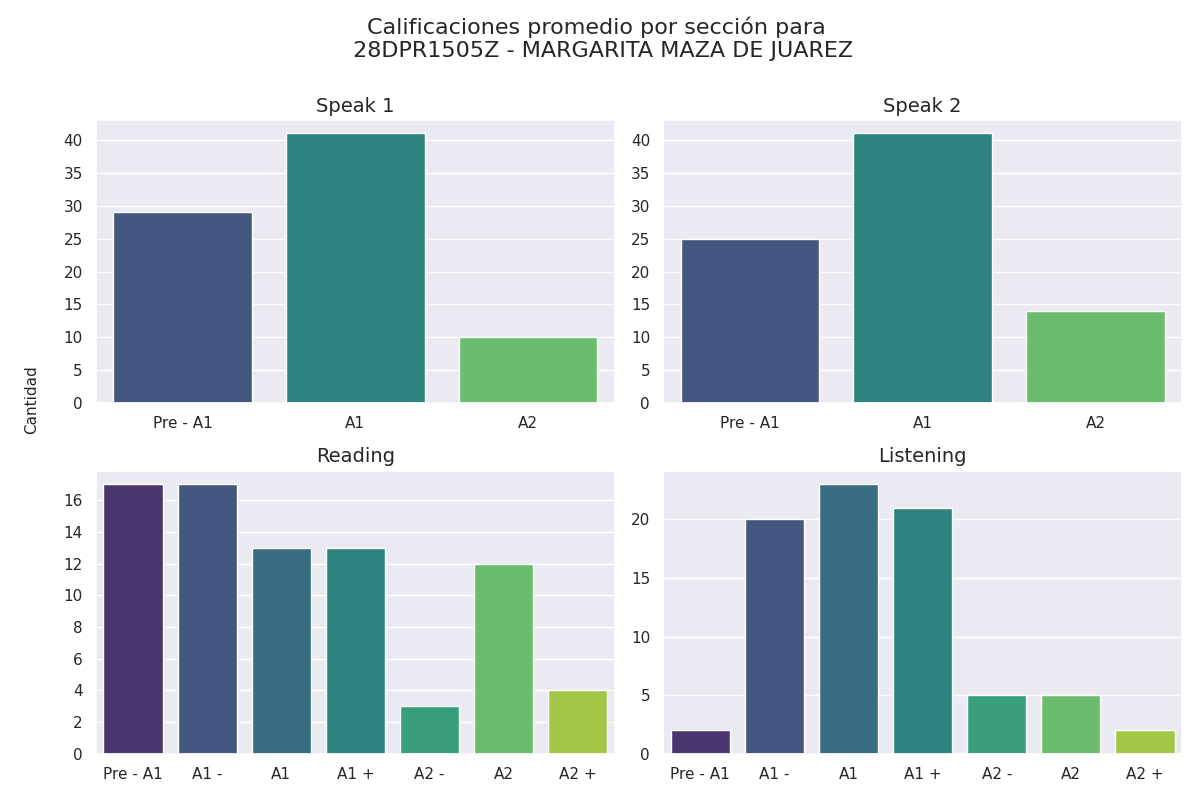 Calificaciones promedio por sección para
28DPR1505Z - MARGARITA MAZA DE JUAREZ
Speak 1
40
35
30
25
20
15
10
5
0
Pre - A1 A1 A2
Speak 2
40
35
30
25
20
15
10
5
0
Pre - A1 A1 A2
Cantidad
Reading
16
14
12
10
8
6
4
2
0
Pre - A1 A1 - A1 A1 + A2 - A2 A2 +
Listening
20
15
10
5
0
Pre - A1 A1 - A1 A1 + A2 - A2 A2 +